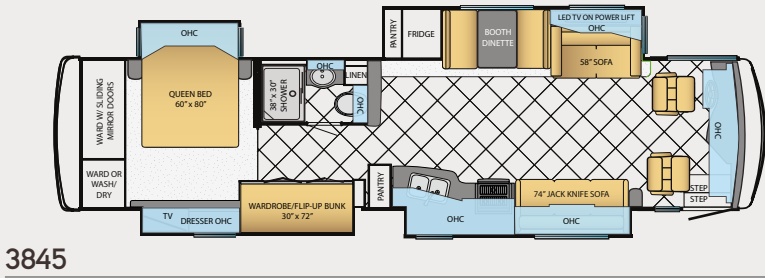 OHC
PANTRY
FRIDGE
BOOTH
DINETTE
LED TV ON POWER LIFT
OHC
58" SOFA
WARD W/ SLIDING
MIRROR DOORS
QUEEN BED
60" x 80"
38" x 30"
SHOWER
OHC
LINEN
OHC
OHC
WARD OR
WASH/
DRY
TV
DRESSER OHC
WARDROBE/FLIP-UP BUNK
30" x 72"
PANTRY
OHC
74" JACK KNIFE SOFA
OHC
STEP
STEP
3845